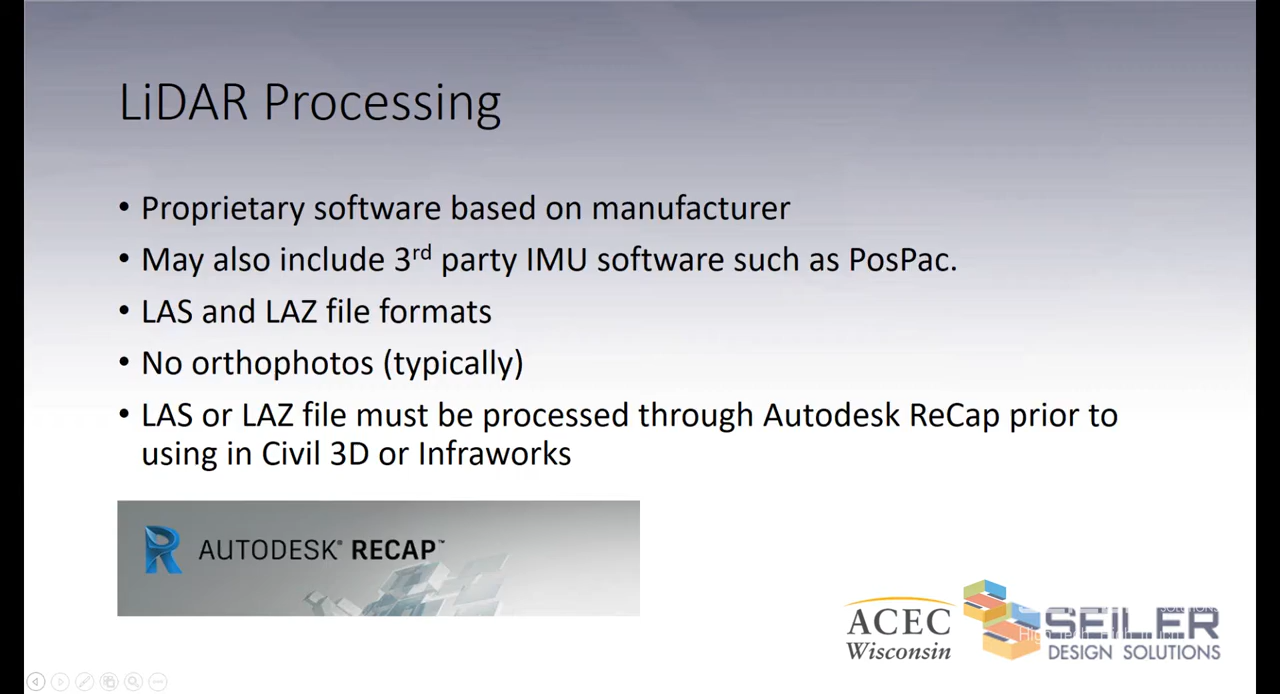 LiDAR Processing
• Proprietary software based on manufacturer
• May also include 3rd party IMU software such as PosPac.
• LAS and LAZ file formats
• No orthophotos (typically)
• LAS or LAZ file must be processed through Autodesk ReCap prior to
using in Civil 3D or Infraworks
AUTODESK® RECAP™
ACEC
Wisconsin
SEILER
DESIGN SOLUTIONS